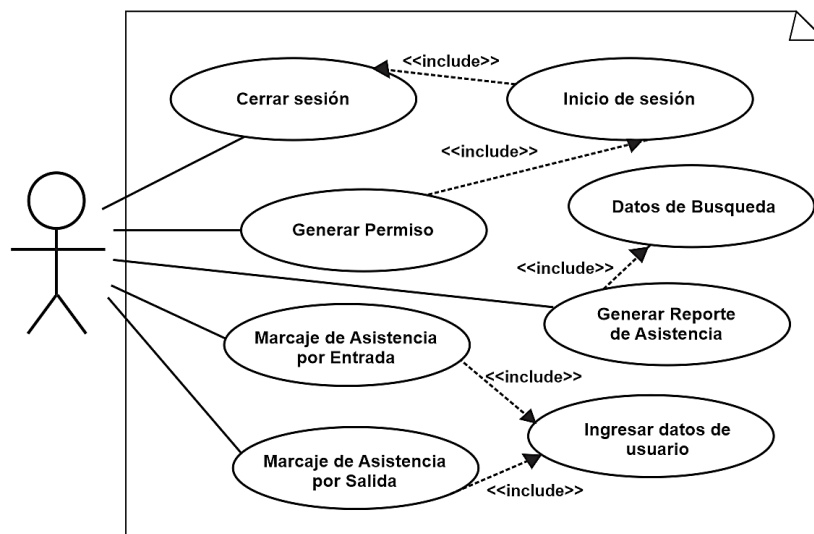 <<include>>
Cerrar sesión
Inicio de sesión
<<include>>
Generar Permiso
Datos de Busqueda
<<include>>
Generar Reporte
de Asistencia
Marcaje de Asistencia
por Entrada
<<include>>
Ingresar datos de
usuario
Marcaje de Asistencia
por Salida
<<include>>